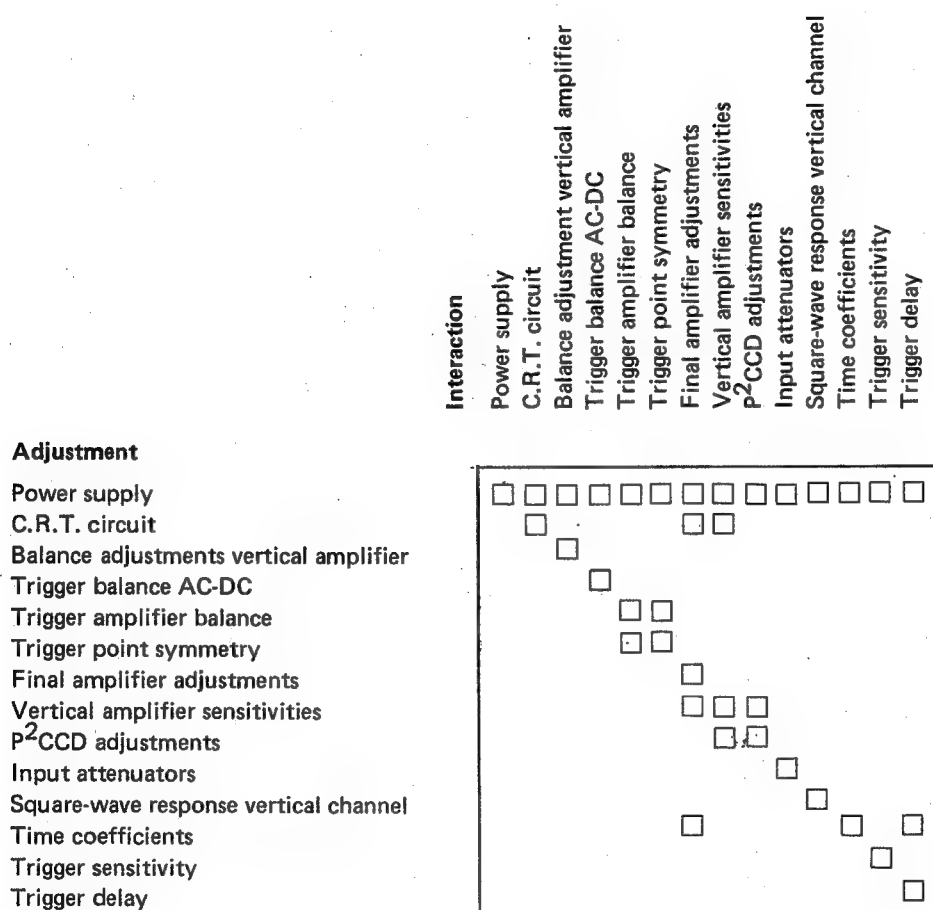 Interaction
Power supply
C.R.T. circuit
Balance adjustment vertical amplifier
Trigger balance AC-DC
Trigger amplifier balance
Trigger point symmetry
Final amplifier adjustments
Vertical amplifier sensitivities
P²CCD adjustments
Input attenuators
Square-wave response vertical channel
Time coefficients
Trigger sensitivity
Trigger delay
Adjustment
Power supply
C.R.T. circuit
Balance adjustments vertical amplifier
Trigger balance AC-DC
Trigger amplifier balance
Trigger point symmetry
Final amplifier adjustments
Vertical amplifier sensitivities
P²CCD adjustments
Input attenuators
Square-wave response vertical channel
Time coefficients
Trigger sensitivity
Trigger delay